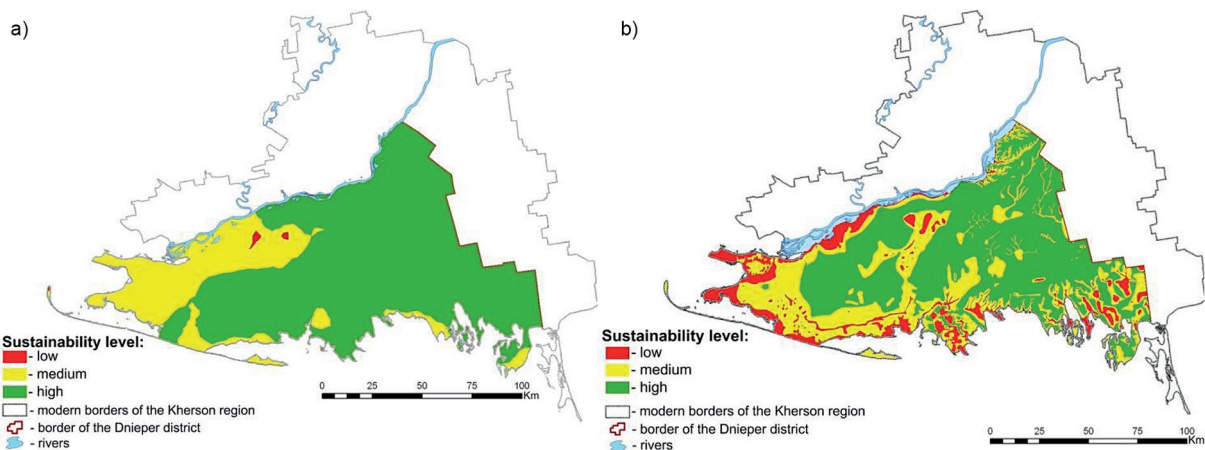 a)
Sustainability level:
- low
- medium
- high
- modern borders of the Kherson region
- border of the Dnieper district
- rivers
0 25 50 75 100
Km
b)
Sustainability level:
- low
- medium
- high
- modern borders of the Kherson region
- border of the Dnieper district
- rivers
0 25 50 75 100
Km